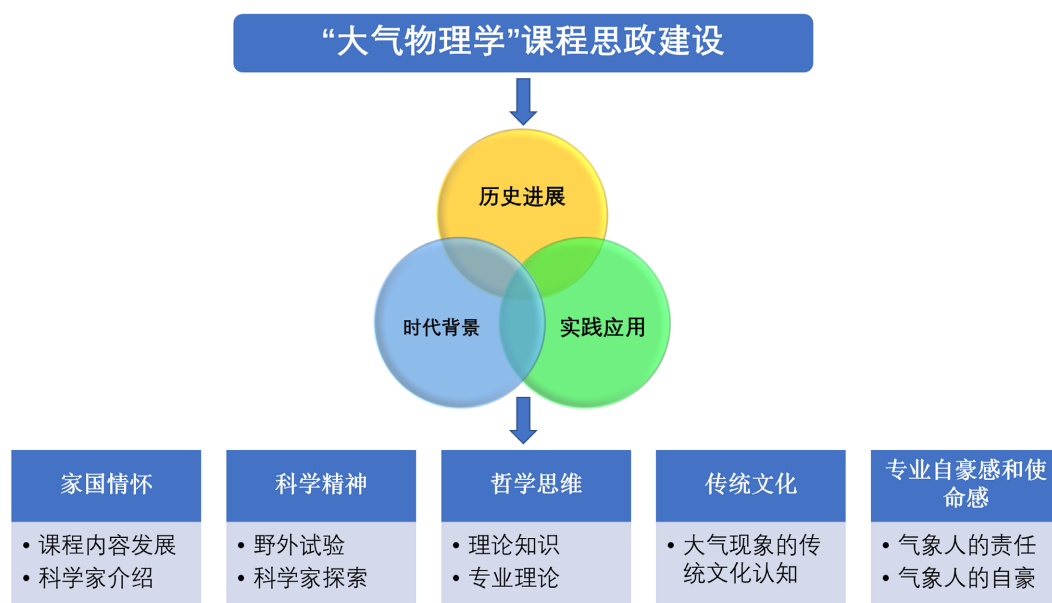 “大气物理学”课程思政建设
历史进展
时代背景
实践应用
家国情怀
• 课程内容发展
• 科学家介绍
科学精神
• 野外试验
• 科学家探索
哲学思维
• 理论知识
• 专业理论
传统文化
• 大气现象的传
统文化认知
专业自豪感和使
命感
• 气象人的责任
• 气象人的自豪